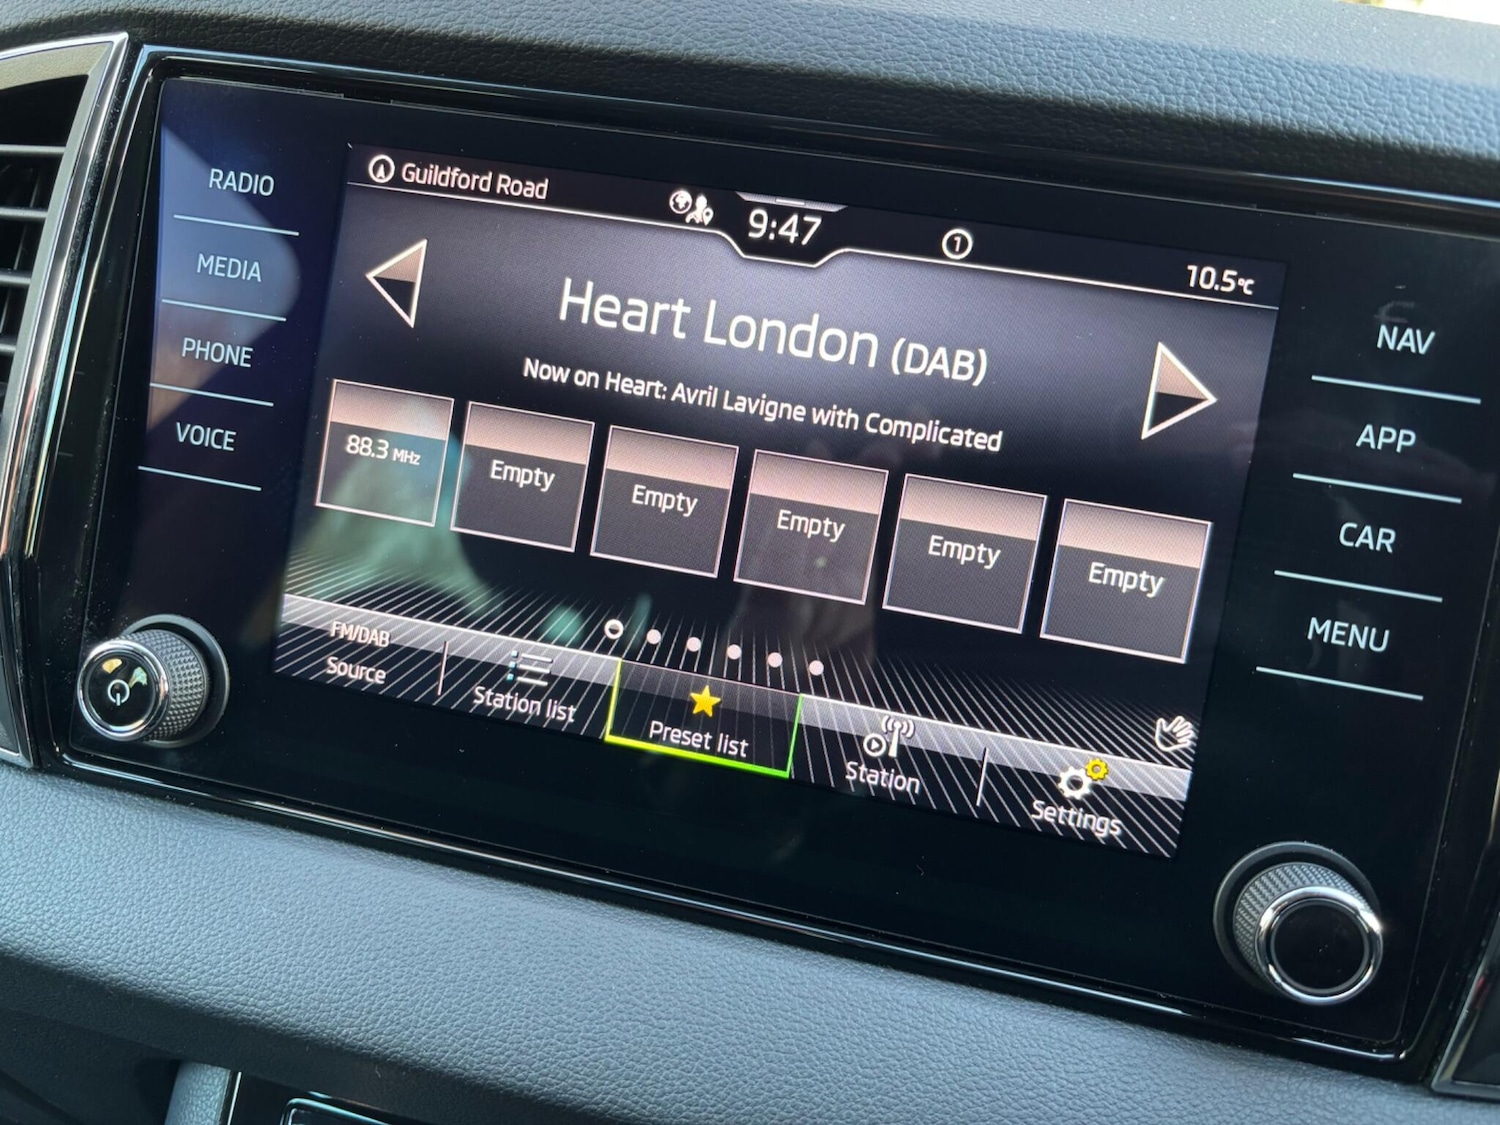 RADIO
MEDIA
PHONE
VOICE
Guildford Road
9:47
1
10.5°C
Heart London (DAB)
Now on Heart: Avril Lavigne with Complicated
88.3 MHz
Empty
Empty
Empty
Empty
Empty
FM/DAB
Source
Station list
Preset list
Station
Settings
NAV
APP
CAR
MENU